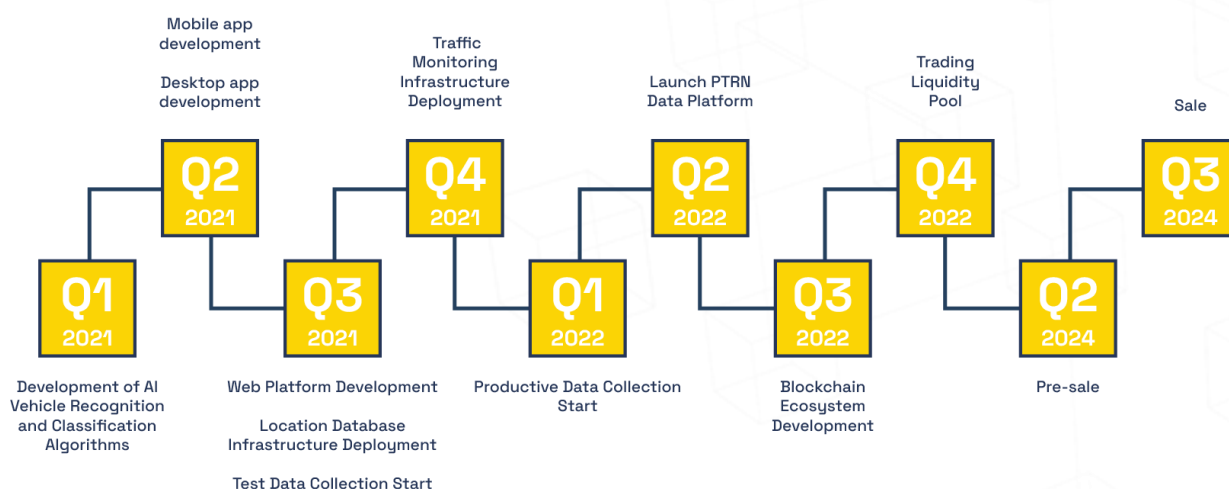 Mobile app
development
Desktop app
development
Traffic
Monitoring
Infrastructure
Deployment
Launch PTRN
Data Platform
Trading
Liquidity
Pool
Sale
Q2
2021
Q4
2021
Q2
2022
Q4
2022
Q3
2024
Q1
2021
Q3
2021
Q1
2022
Q3
2022
Q2
2024
Development of AI
Vehicle Recognition
and Classification
Algorithms
Web Platform Development
Location Database
Infrastructure Deployment
Test Data Collection Start
Productive Data Collection
Start
Blockchain
Ecosystem
Development
Pre-sale